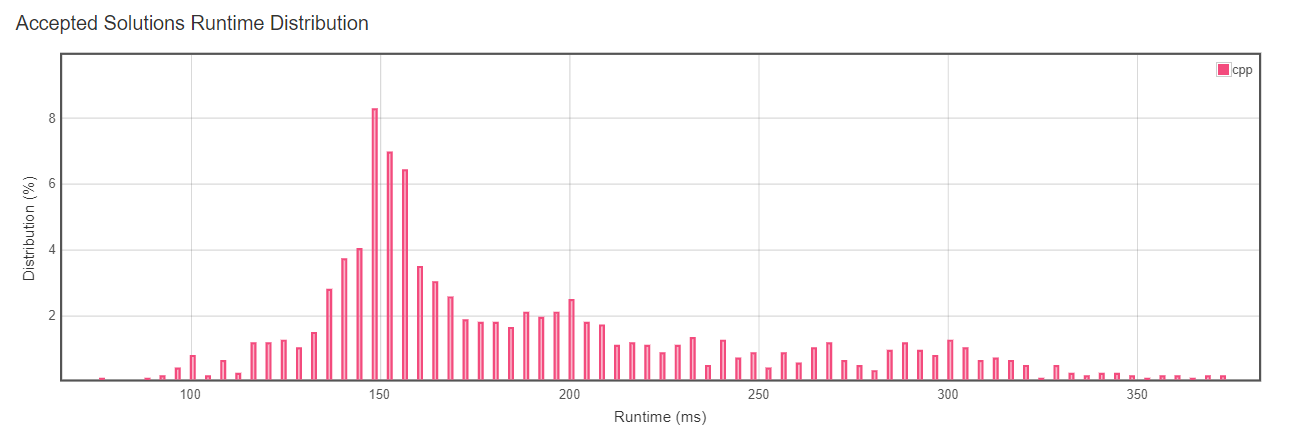 Accepted Solutions Runtime Distribution
cpp
8
6
4
2
Distribution (%)
100 150 200 250 300 350
Runtime (ms)